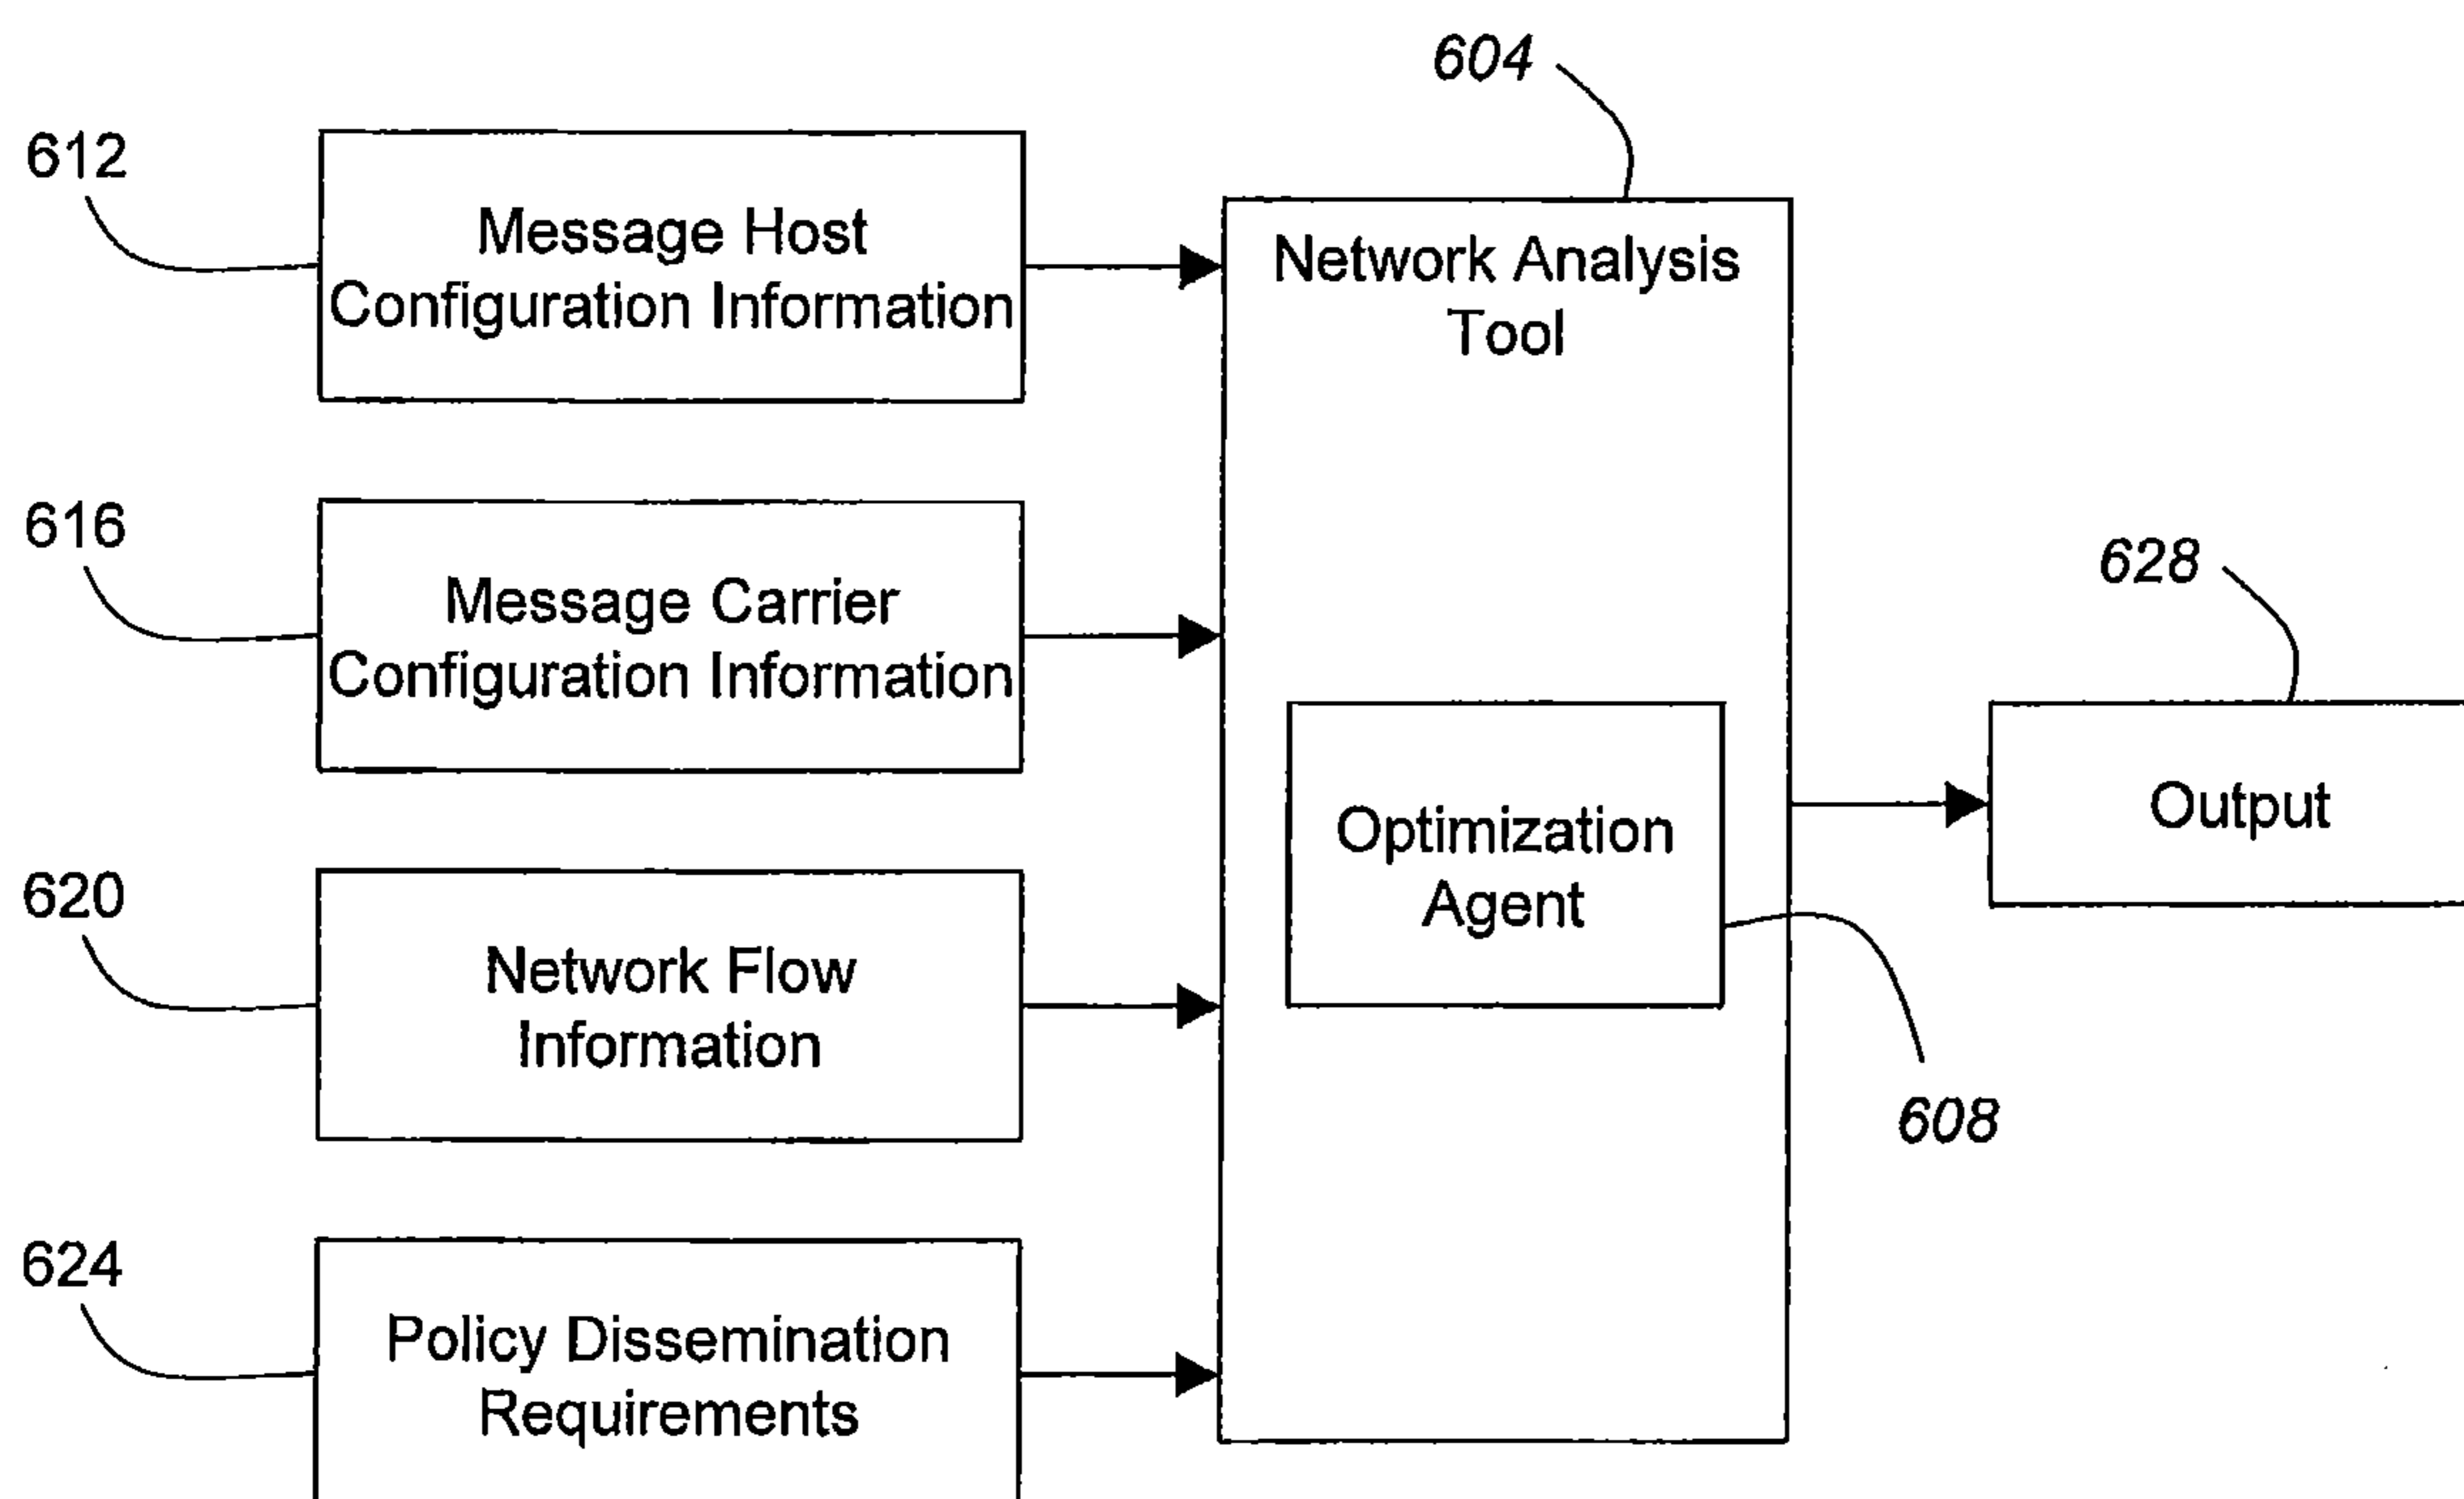 604
612
Message Host
Configuration Information
Network Analysis
Tool
616
Message Carrier
Configuration Information
628
Output
Optimization
Agent
620
Network Flow
Information
608
624
Policy Dissemination
Requirements